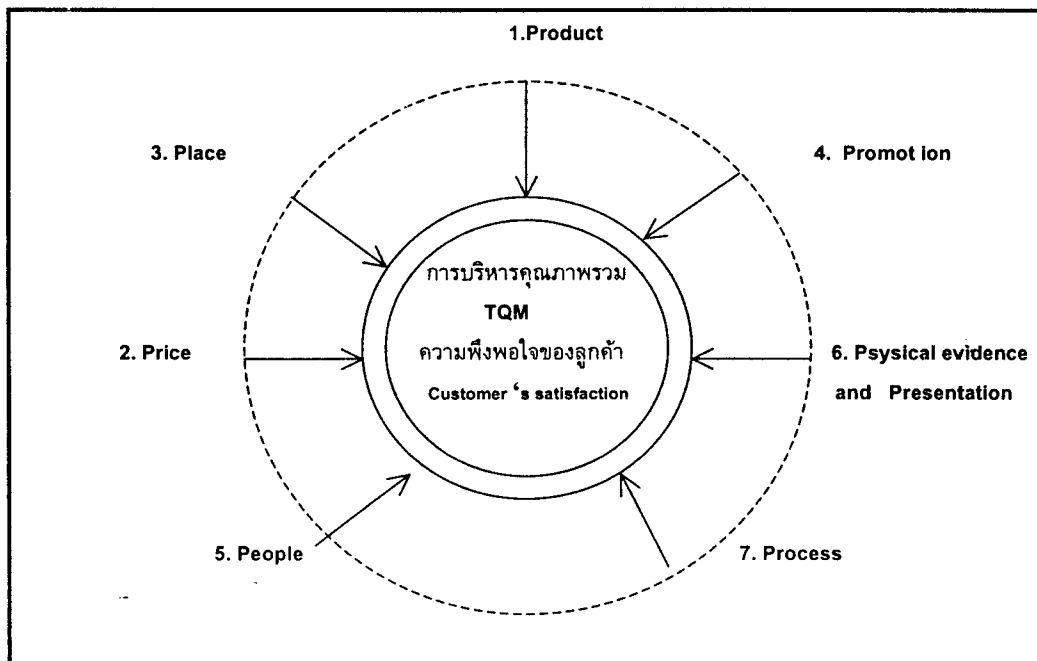 1.Product
3. Place
4. Promot ion
การบริหารคุณภาพรวม
TQM
ความพึงพอใจของลูกค้า
Customer ‘s satisfaction
2. Price
6. Psysical evidence
and Presentation
5. People
7. Process